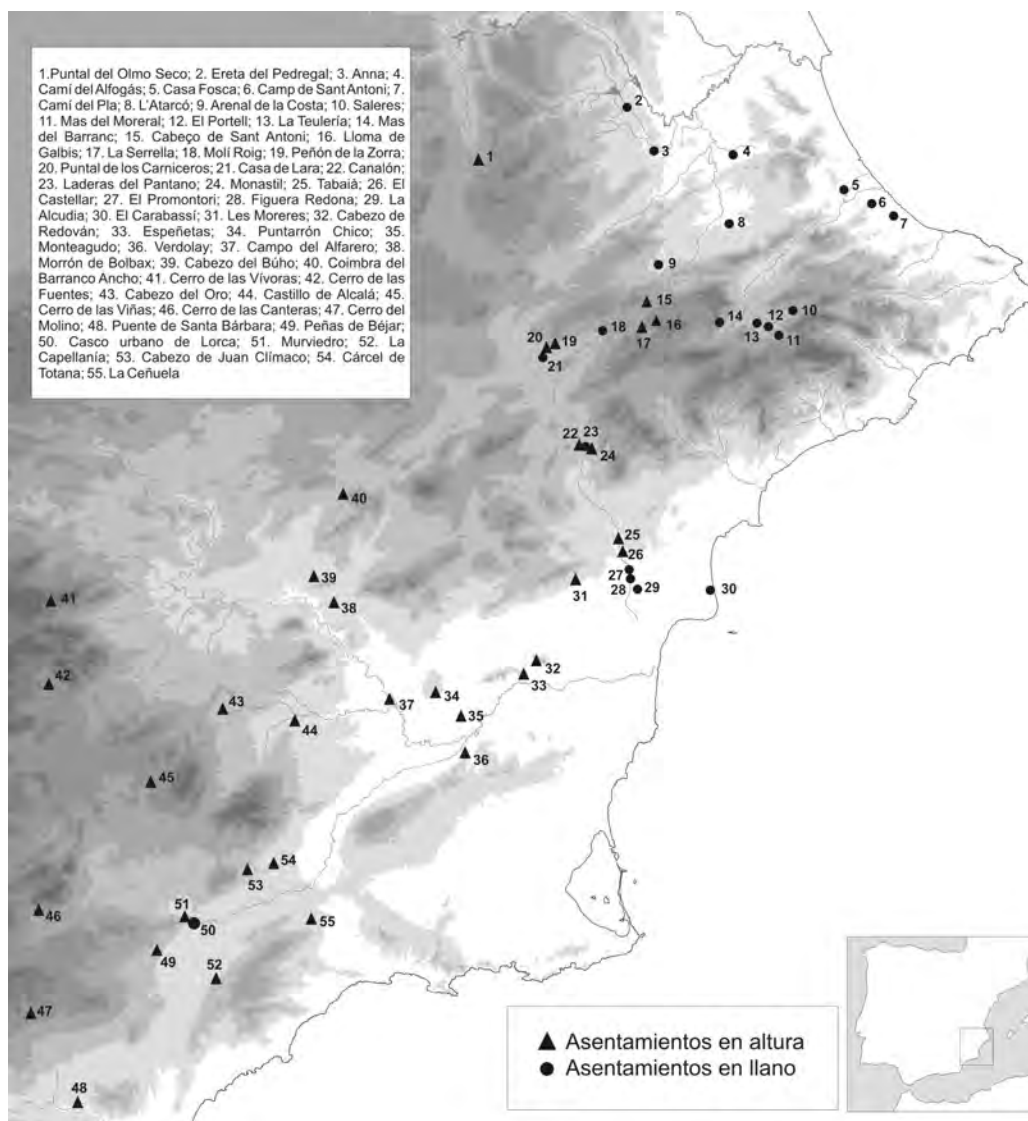 1.Puntal del Olmo Seco; 2. Ereta del Pedregal; 3. Anna; 4.
Camí del Alfogás; 5. Casa Fosca; 6. Camp de Sant Antoni; 7.
Camí del Pla; 8. L'Atarcó; 9. Arenal de la Costa; 10. Saleres;
11. Mas del Moreral; 12. El Portell; 13. La Teulería; 14. Mas
del Barranc; 15. Cabeço de Sant Antoni; 16. Lloma de
Galbis; 17. La Serrella; 18. Molí Roig; 19. Peñón de la Zorra;
20. Puntal de los Carniceros; 21. Casa de Lara; 22. Canalón;
23. Laderas del Pantano; 24. Monastil; 25. Tabaiá; 26. El
Castellar; 27. El Promontori; 28. Figuera Redona; 29. La
Alcudia; 30. El Carabassí; 31. Les Moreres; 32. Cabezo de
Redován; 33. Espeñetas; 34. Puntarrón Chico; 35.
Monteagudo; 36. Verdolay; 37. Campo del Alfarero; 38.
Morrón de Bolbax; 39. Cabezo del Búho; 40. Coimbra del
Barranco Ancho; 41. Cerro de las Vívoras; 42. Cerro de las
Fuentes; 43. Cabezo del Oro; 44. Castillo de Alcalá; 45.
Cerro de las Viñas; 46. Cerro de las Canteras; 47. Cerro del
Molino; 48. Puente de Santa Bárbara; 49. Peñas de Béjar;
50. Casco urbano de Lorca; 51. Murviedro; 52. La
Capellanía; 53. Cabezo de Juan Clímaco; 54. Cárcel de
Totana; 55. La Ceñuela
2
1
3
4
5
6
7
8
9
15
10
16
14
12
18
17
13
11
20
19
21
22
23
24
40
25
26
39
27
31
28
29
30
41
38
32
42
33
34
43
37
35
44
36
45
54
53
46
51
55
50
49
52
47
48
Asentamientos en altura
Asentamientos en llano